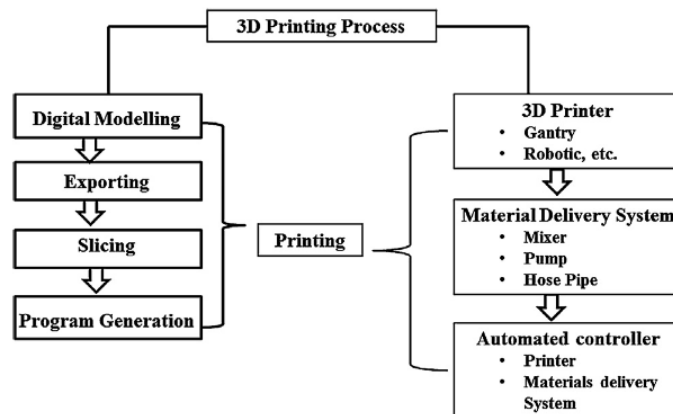 3D Printing Process
Digital Modelling
Exporting
Slicing
Program Generation
Printing
3D Printer
• Gantry
• Robotic, etc.
Material Delivery System
• Mixer
• Pump
• Hose Pipe
Automated controller
• Printer
• Materials delivery
System